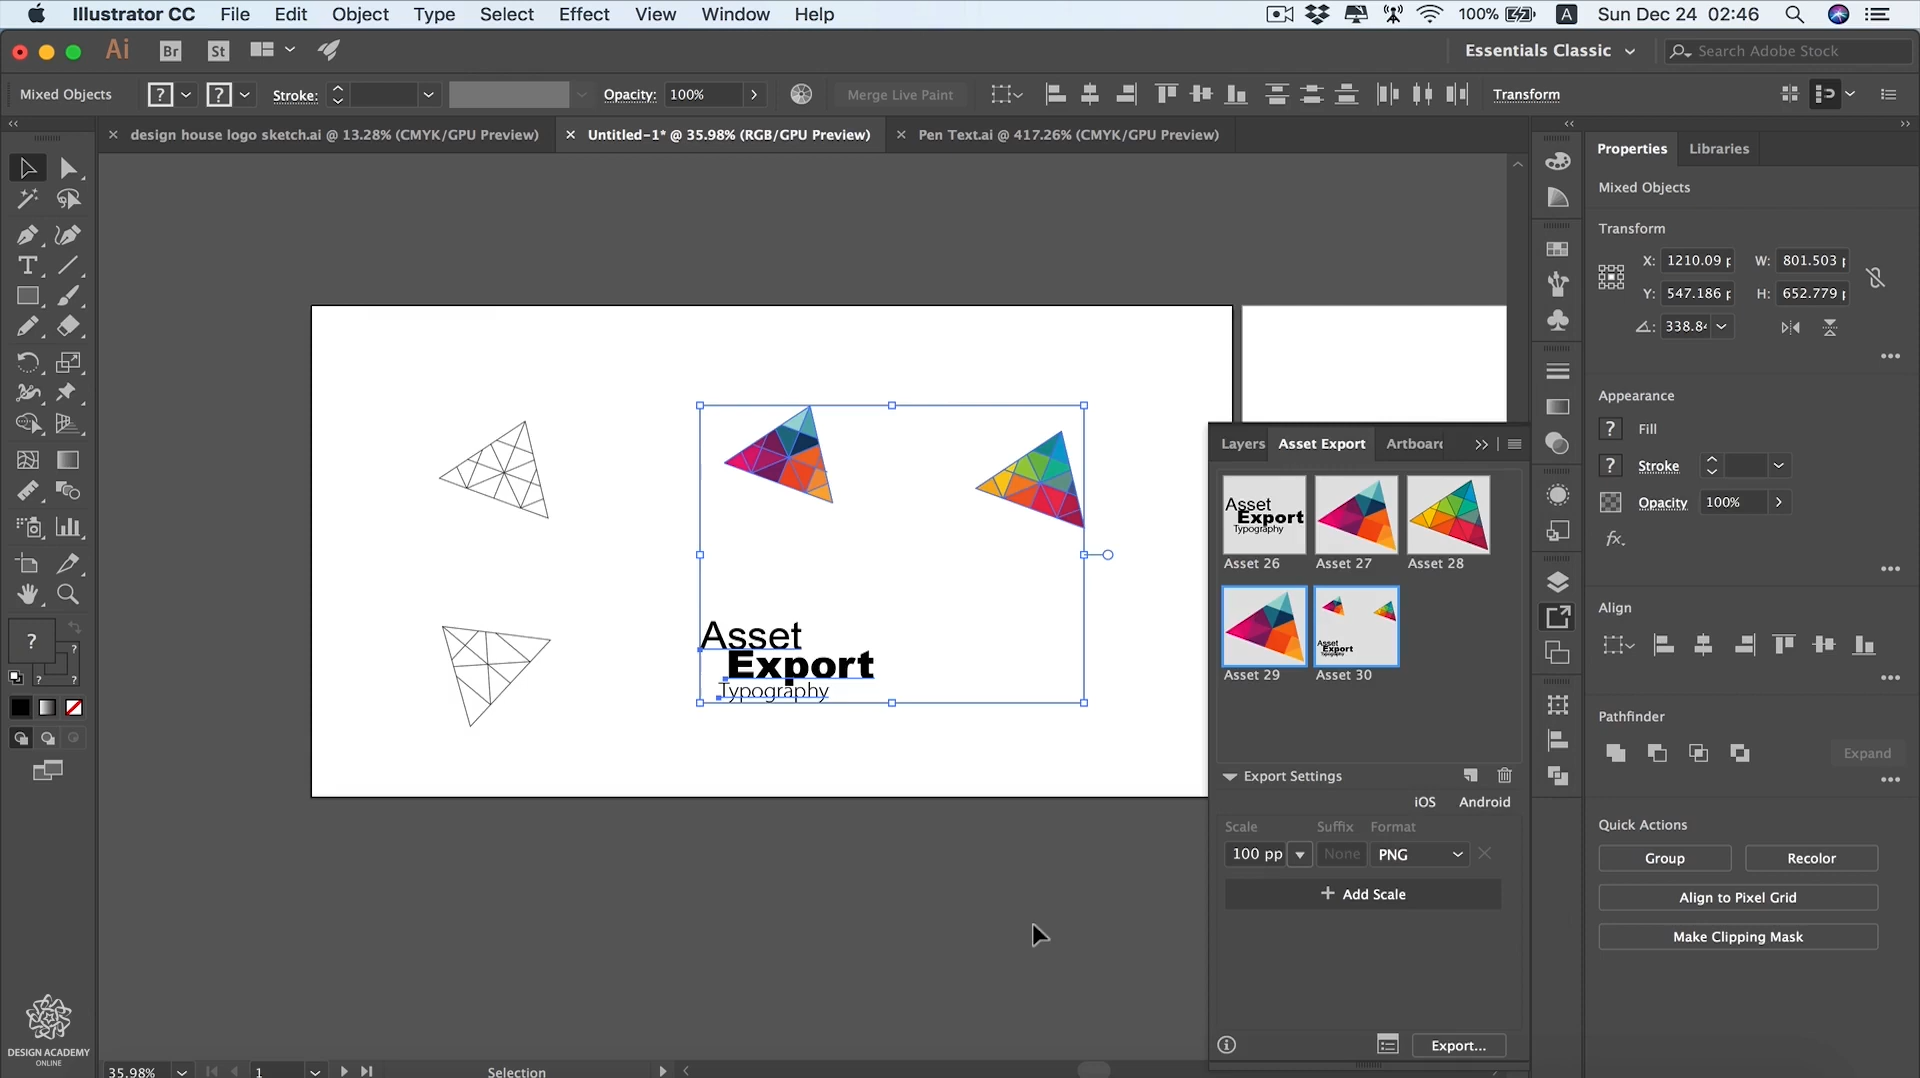 Illustrator CC File Edit Object Type Select Effect View Window Help 100% A Sun Dec 24 02:46
Ai Br St Essentials Classic Search Adobe Stock
Mixed Objects ? ? Stroke: Opacity: 100% Merge Live Paint Transform
design house logo sketch.ai @ 13.28% (CMYK/GPU Preview) Untitled-1* @ 35.98% (RGB/GPU Preview) Pen Text.ai @ 417.26% (CMYK/GPU Preview)
Properties Libraries
Mixed Objects
Transform
X: 1210.09 p W: 801.503 p
Y: 547.186 p H: 652.779 p
338.84
Appearance
? Fill
? Stroke
Opacity 100%
fx.
Align
Pathfinder
Expand
Quick Actions
Group Recolor
Align to Pixel Grid
Make Clipping Mask
Layers Asset Export Artboard
Asset
Export
Typography
Asset 26 Asset 27 Asset 28
Asset
Export
Typography
Asset 29 Asset 30
Export Settings
iOS Android
Scale Suffix Format
100 pp None PNG
+ Add Scale
Export...
Asset
Export
Typography
T
?
?
? ?
DESIGN ACADEMY
ONLINE
35.98% 1 Selection